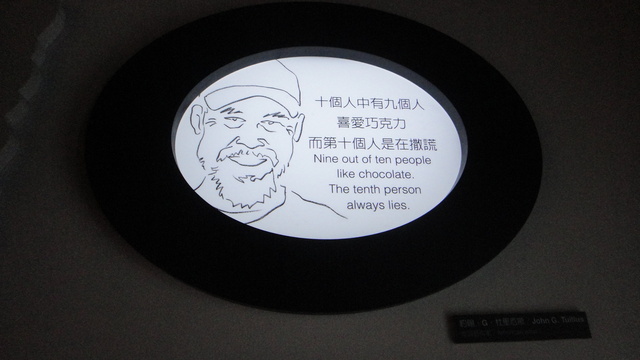 十個人中有九個人
喜愛巧克力
而第十個人是在撒謊
Nine out of ten people
like chocolate.
The tenth person
always lies.
John G.